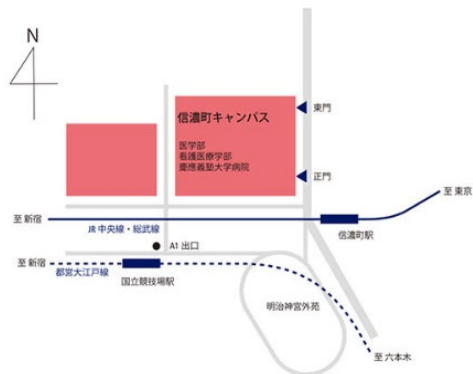 N
信濃町キャンパス
医学部
看護医療学部
慶應義塾大学病院
東門
正門
至 東京
至 新宿
JR 中央線・総武線
信濃町駅
A1 出口
至 新宿
都営大江戸線
国立競技場駅
明治神宮外苑
至 六本木